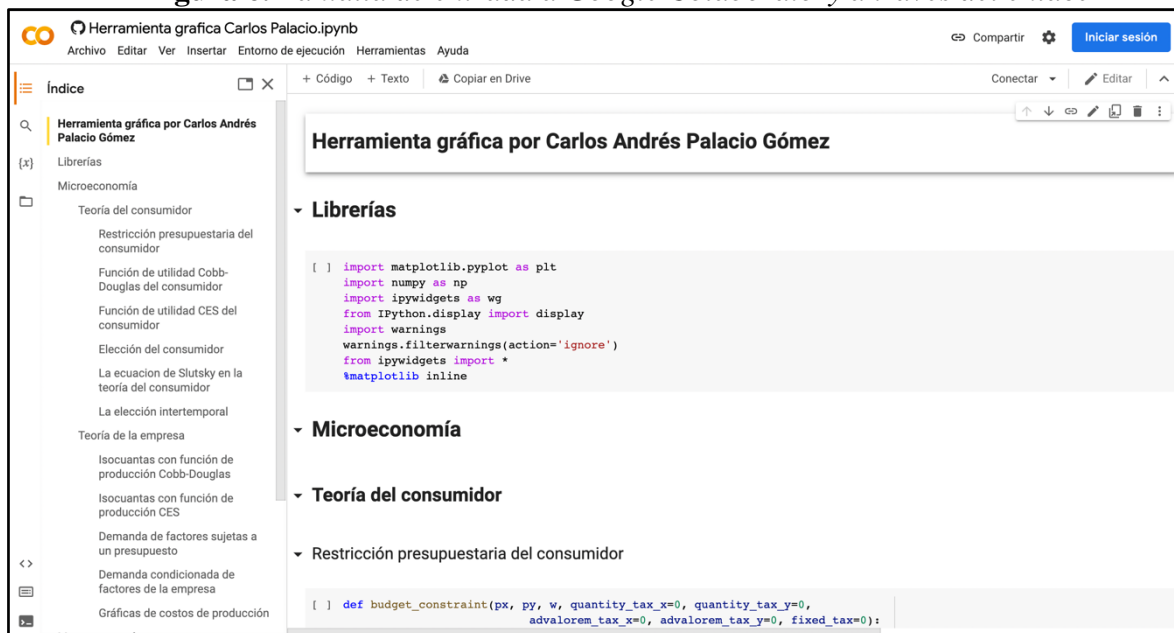 Herramienta grafica Carlos Palacio.ipynb
Archivo Editar Ver Insertar Entorno de ejecución Herramientas Ayuda
Compartir
Iniciar sesión
Índice
Herramienta gráfica por Carlos Andrés
Palacio Gómez
Librerías
Microeconomía
Teoría del consumidor
Restricción presupuestaria del
consumidor
Función de utilidad Cobb-
Douglas del consumidor
Función de utilidad CES del
consumidor
Elección del consumidor
La ecuacion de Slutsky en la
teoría del consumidor
La elección intertemporal
Teoría de la empresa
Isocuantas con función de
producción Cobb-Douglas
Isocuantas con función de
producción CES
Demanda de factores sujetas a
un presupuesto
Demanda condicionada de
factores de la empresa
Gráficas de costos de producción
+ Código + Texto Copiar en Drive
Conectar Editar
Herramienta gráfica por Carlos Andrés Palacio Gómez
Librerías
[ ] import matplotlib.pyplot as plt
import numpy as np
import ipywidgets as wg
from IPython.display import display
import warnings
warnings.filterwarnings(action='ignore')
from ipywidgets import *
%matplotlib inline
Microeconomía
Teoría del consumidor
Restricción presupuestaria del consumidor
[ ] def budget_constraint(px, py, w, quantity_tax_x=0, quantity_tax_y=0,
advalorem_tax_x=0, advalorem_tax_y=0, fixed_tax=0):